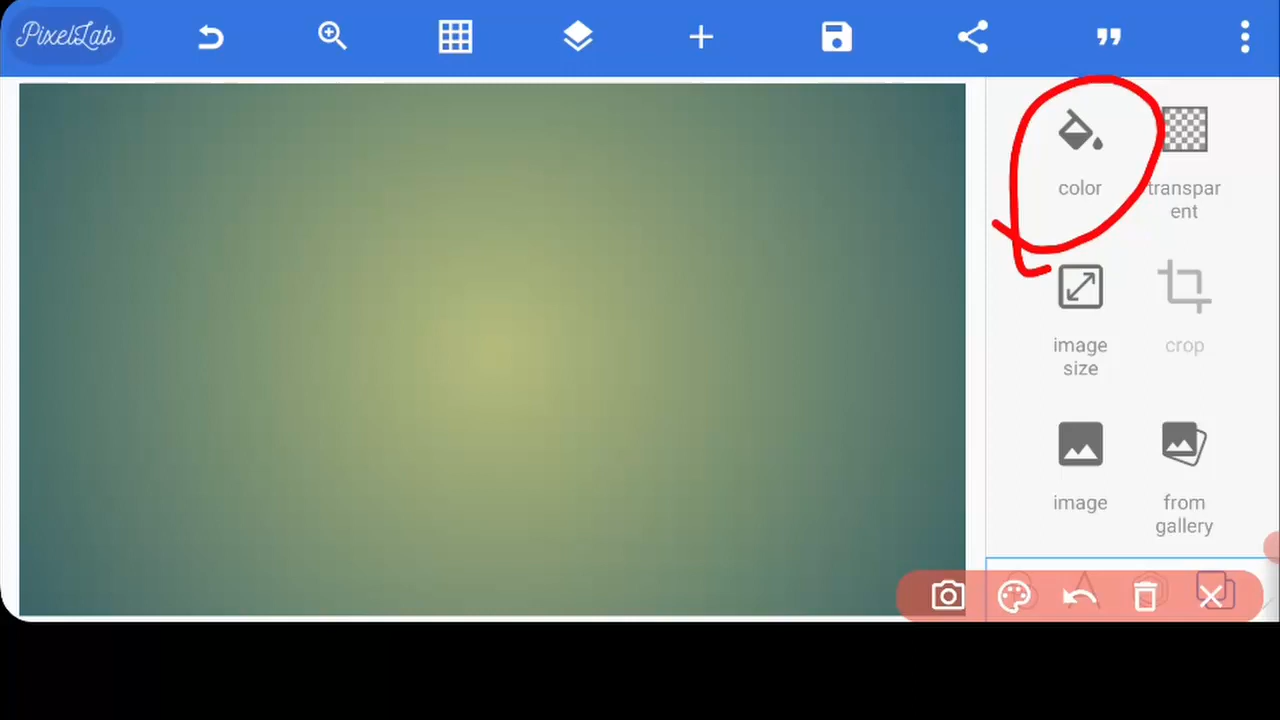 PixelLab
color
transpar
ent
image
size
crop
image
from
gallery